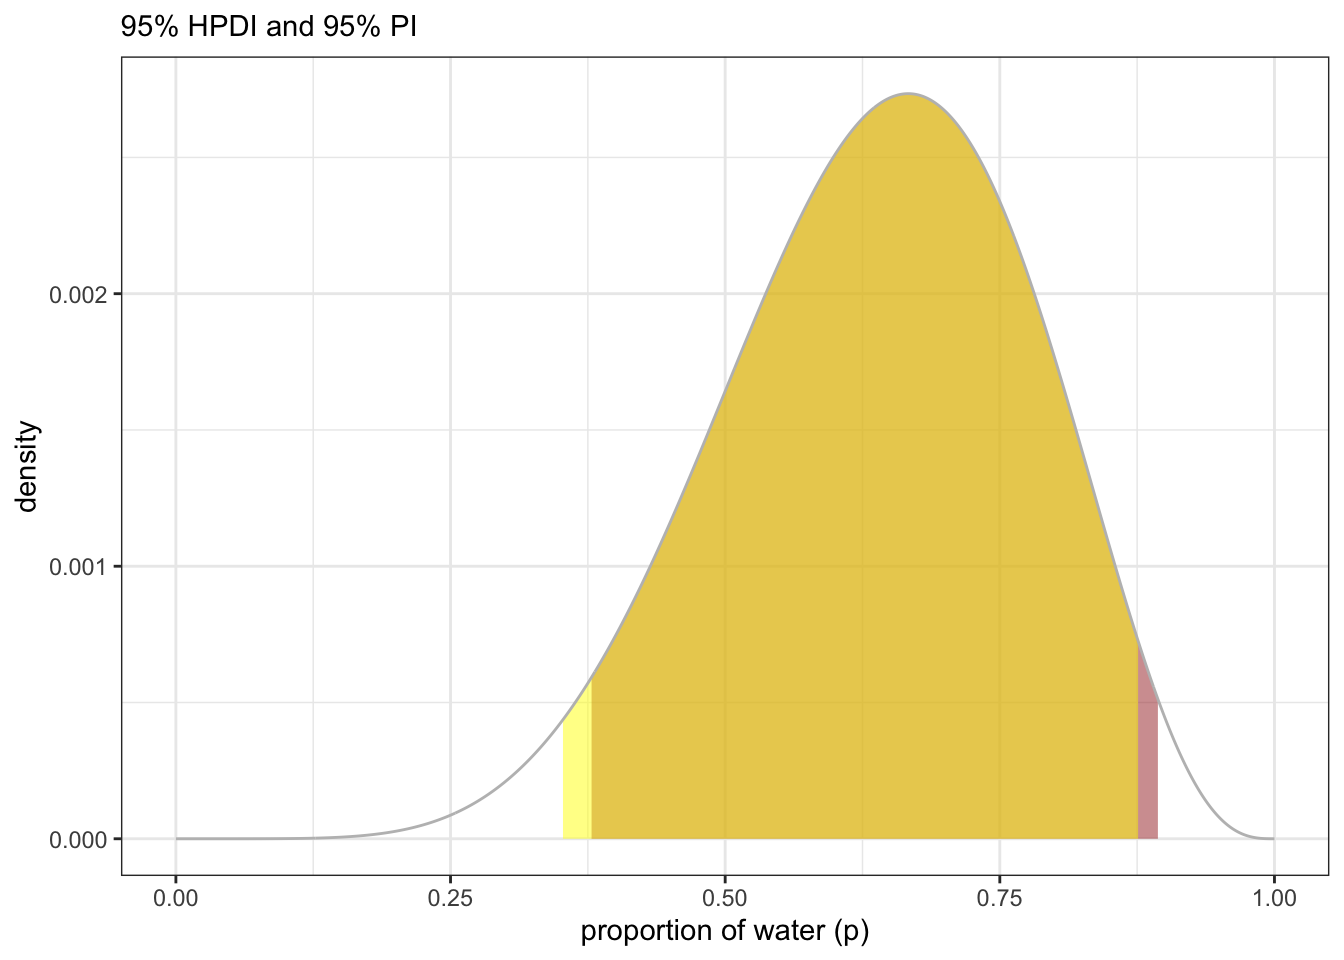 95% HPDI and 95% PI
density
0.002
0.001
0.000
0.00 0.25 0.50 0.75 1.00
proportion of water (p)